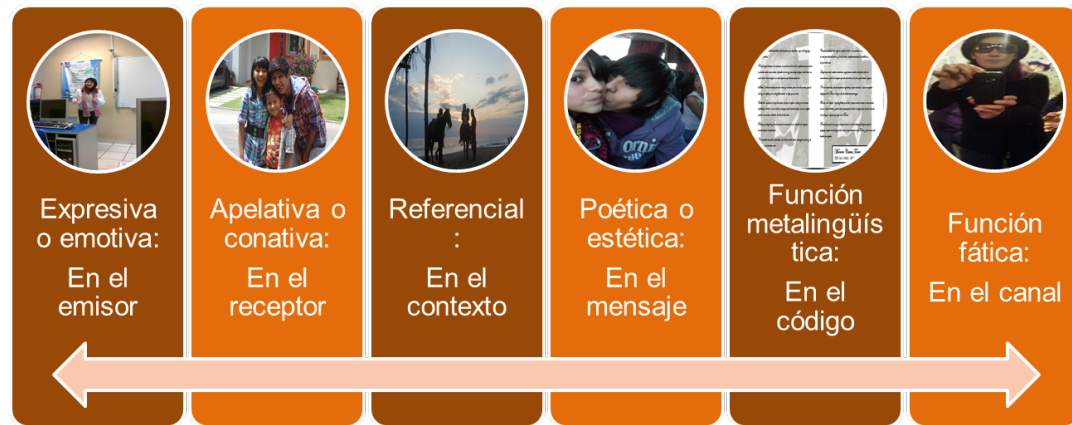 Expresiva
o emotiva:
En el
emisor
Apelativa o
conativa:
En el
receptor
Referencial
:
En el
contexto
Poética o
estética:
En el
mensaje
Función
metalingüís
tica:
En el
código
Función
fática:
En el canal